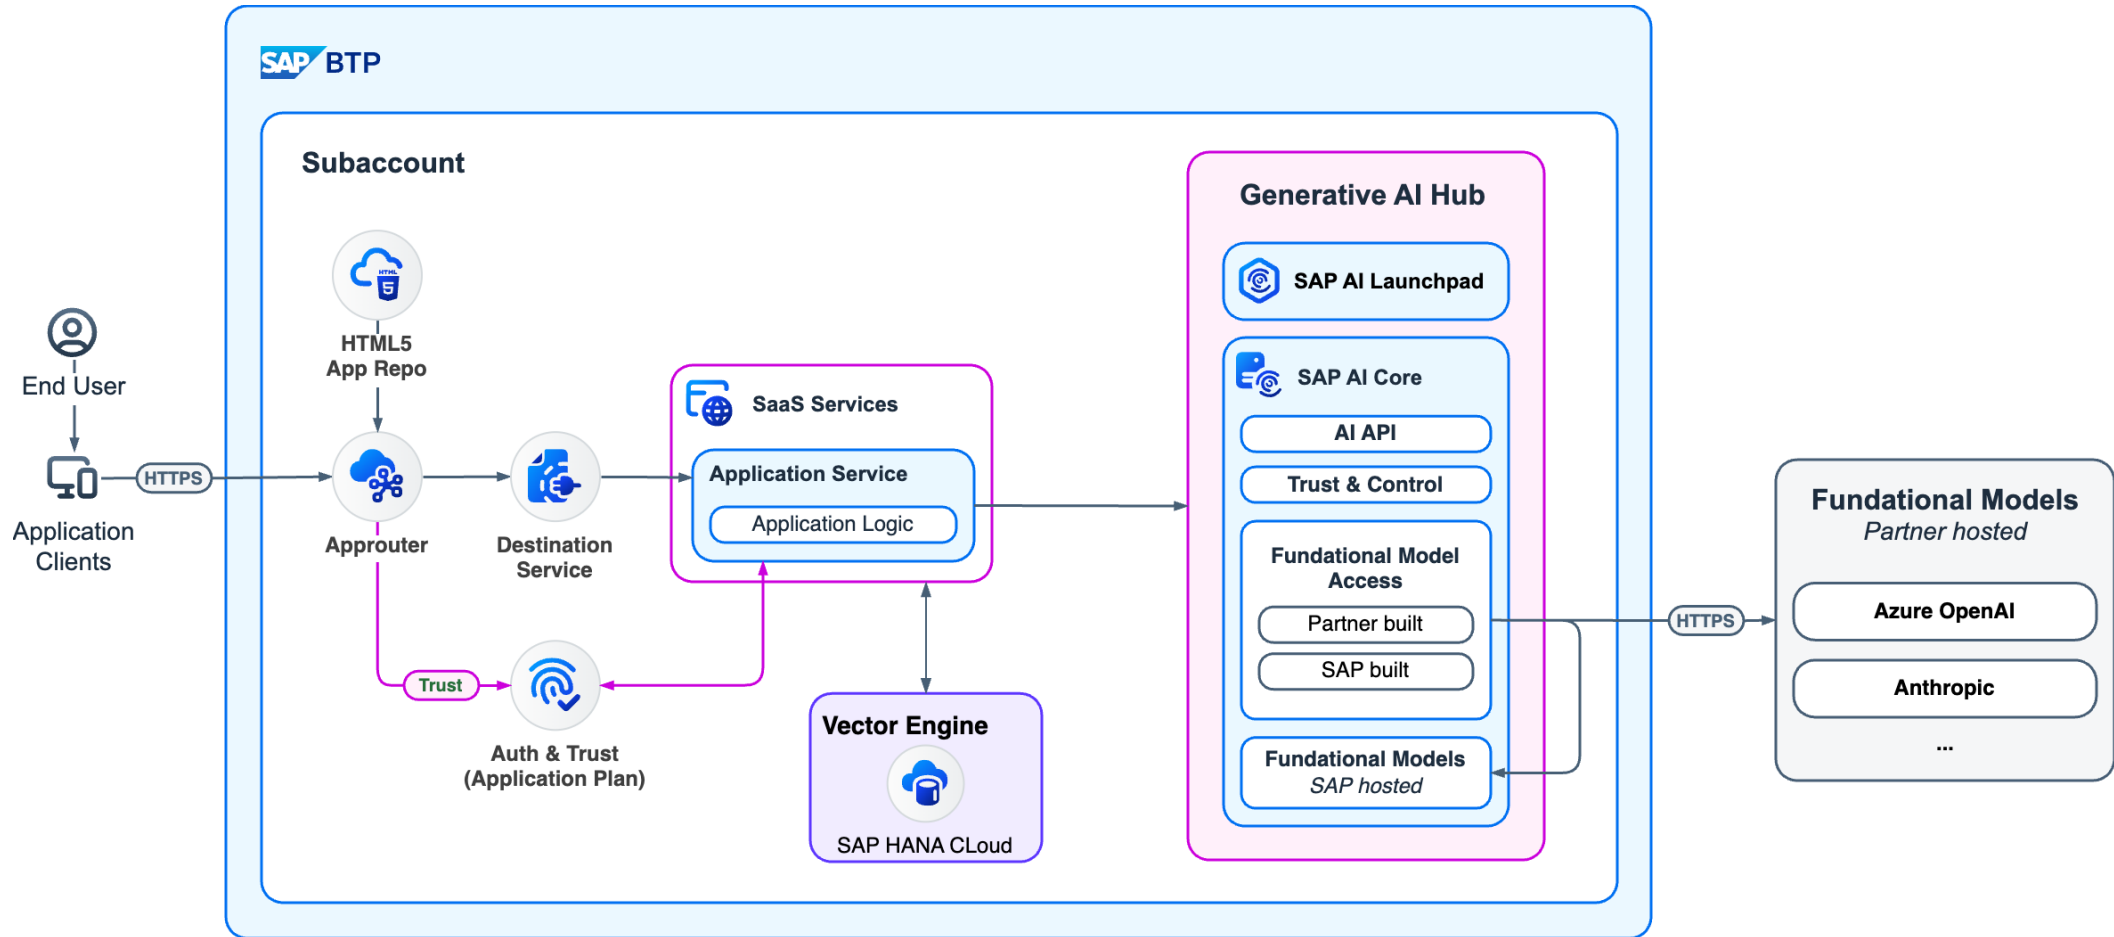 SAP BTP
Subaccount
HTML
5
HTML5
App Repo
End User
Application
Clients
HTTPS
Approuter
Destination
Service
Trust
Auth & Trust
(Application Plan)
SaaS Services
Application Service
Application Logic
Vector Engine
SAP HANA CLoud
Generative AI Hub
SAP AI Launchpad
SAP AI Core
AI API
Trust & Control
Fundational Model
Access
Partner built
SAP built
Fundational Models
SAP hosted
HTTPS
Fundational Models
Partner hosted
Azure OpenAI
Anthropic
...